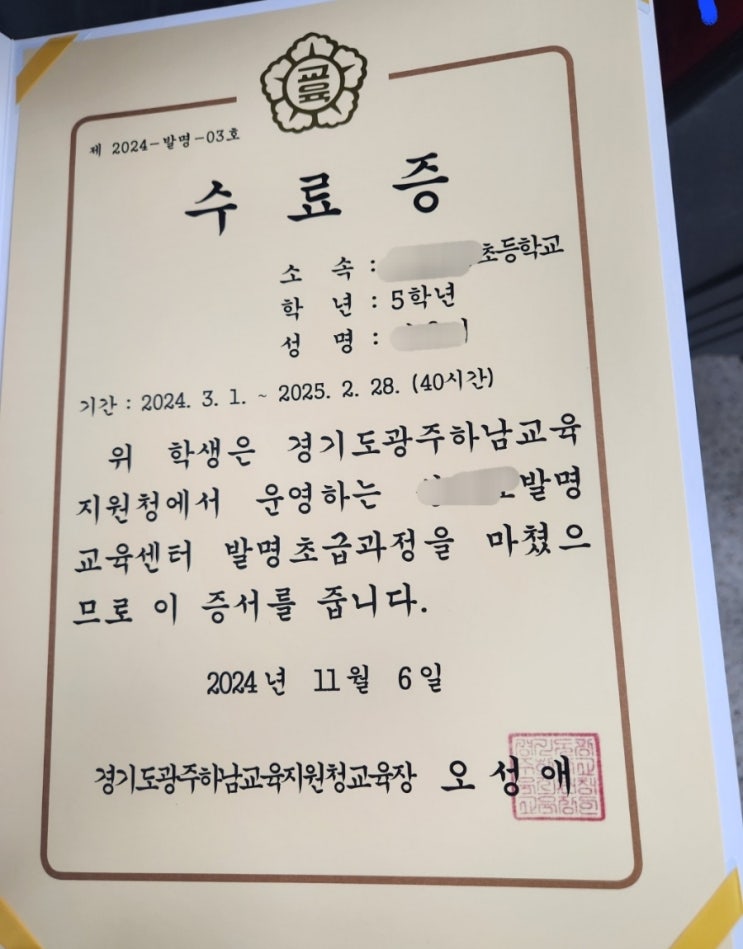 교육
제 2024-발명-03호
수료증
소 속 : 초등학교
학 년 : 5학년
성 명 :
기간 : 2024. 3. 1. ~ 2025. 2. 28. (40시간)
위 학생은 경기도광주하남교육
지원청에서 운영하는 발명
교육센터 발명초급과정을 마쳤으
므로 이 증서를 줍니다.
2024년 11월 6일
경기도광주하남교육지원청교육장 오성애